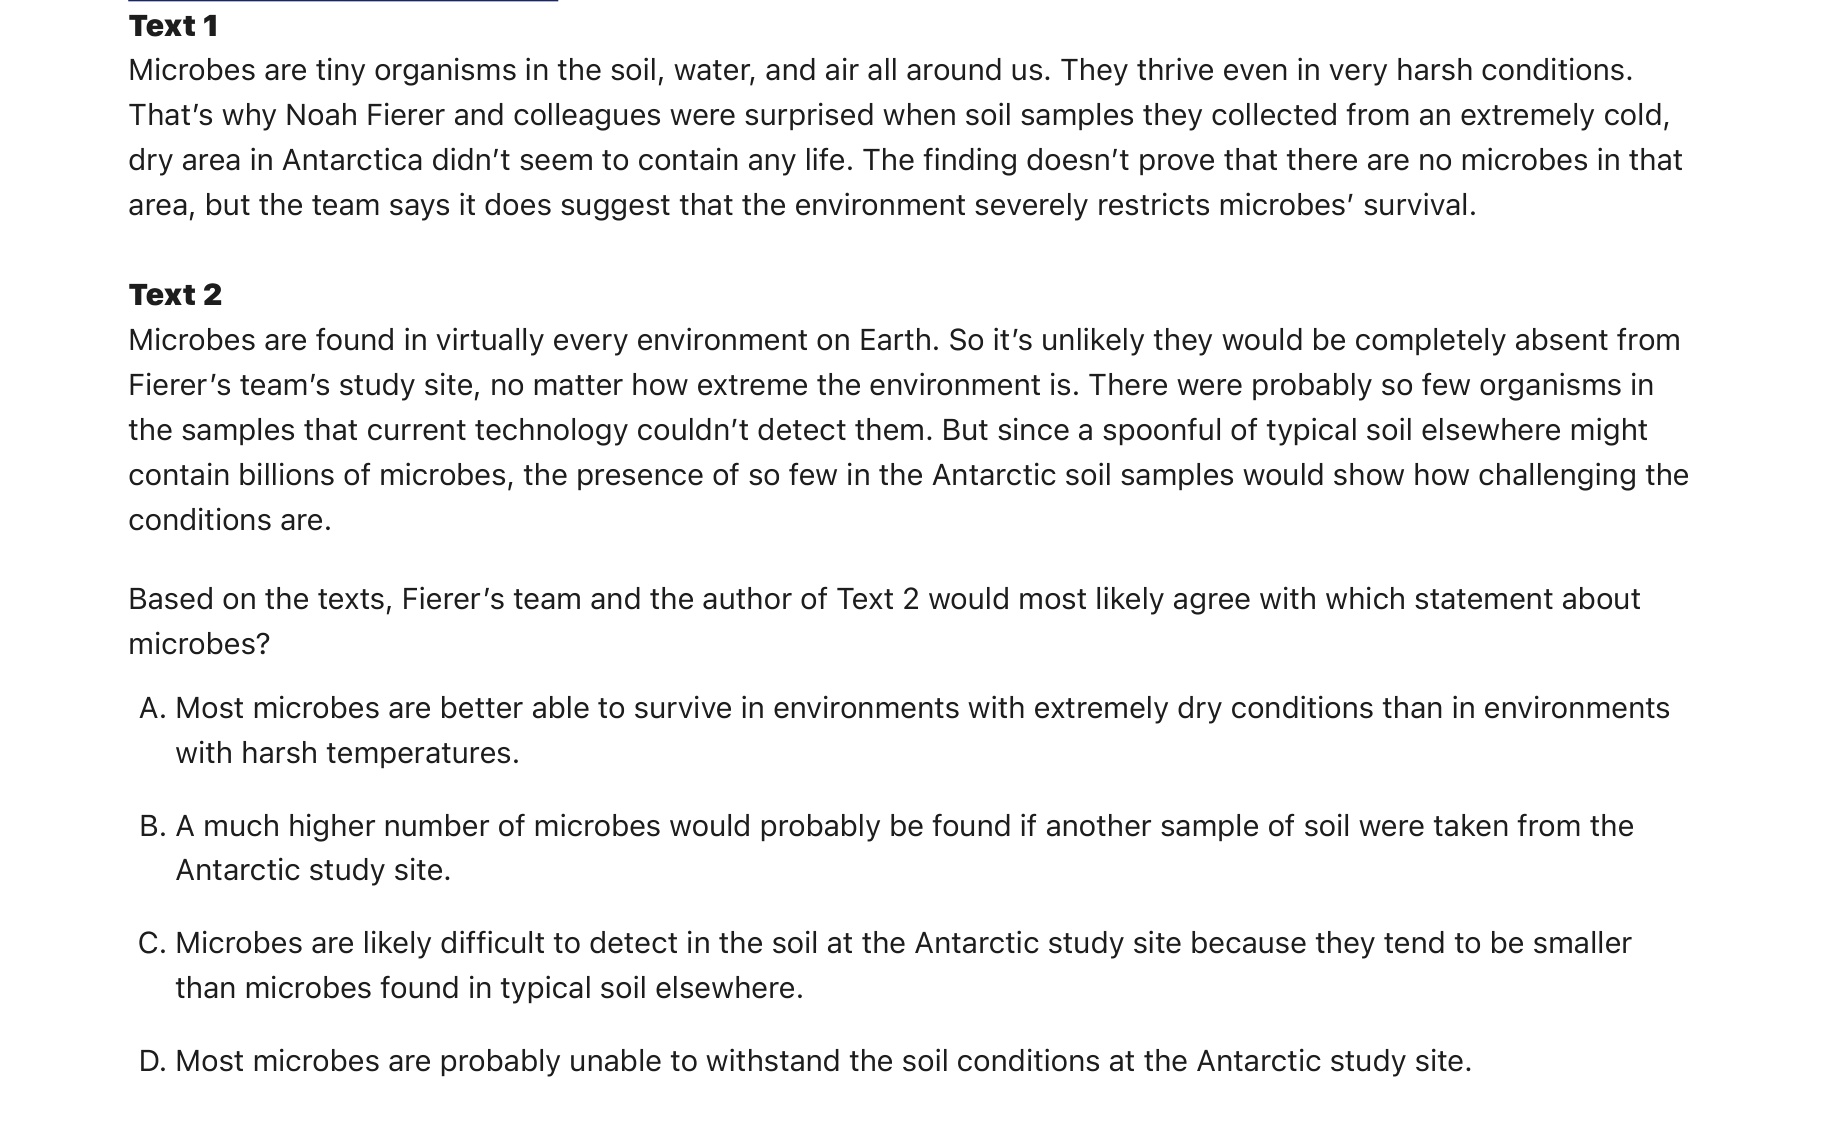 Text 1
Microbes are tiny organisms in the soil, water, and air all around us. They thrive even in very harsh conditions.
That’s why Noah Fierer and colleagues were surprised when soil samples they collected from an extremely cold,
dry area in Antarctica didn’t seem to contain any life. The finding doesn’t prove that there are no microbes in that
area, but the team says it does suggest that the environment severely restricts microbes’ survival.
Text 2
Microbes are found in virtually every environment on Earth. So it’s unlikely they would be completely absent from
Fierer’s team’s study site, no matter how extreme the environment is. There were probably so few organisms in
the samples that current technology couldn’t detect them. But since a spoonful of typical soil elsewhere might
contain billions of microbes, the presence of so few in the Antarctic soil samples would show how challenging the
conditions are.
Based on the texts, Fierer’s team and the author of Text 2 would most likely agree with which statement about
microbes?
A. Most microbes are better able to survive in environments with extremely dry conditions than in environments
with harsh temperatures.
B. A much higher number of microbes would probably be found if another sample of soil were taken from the
Antarctic study site.
C. Microbes are likely difficult to detect in the soil at the Antarctic study site because they tend to be smaller
than microbes found in typical soil elsewhere.
D. Most microbes are probably unable to withstand the soil conditions at the Antarctic study site.